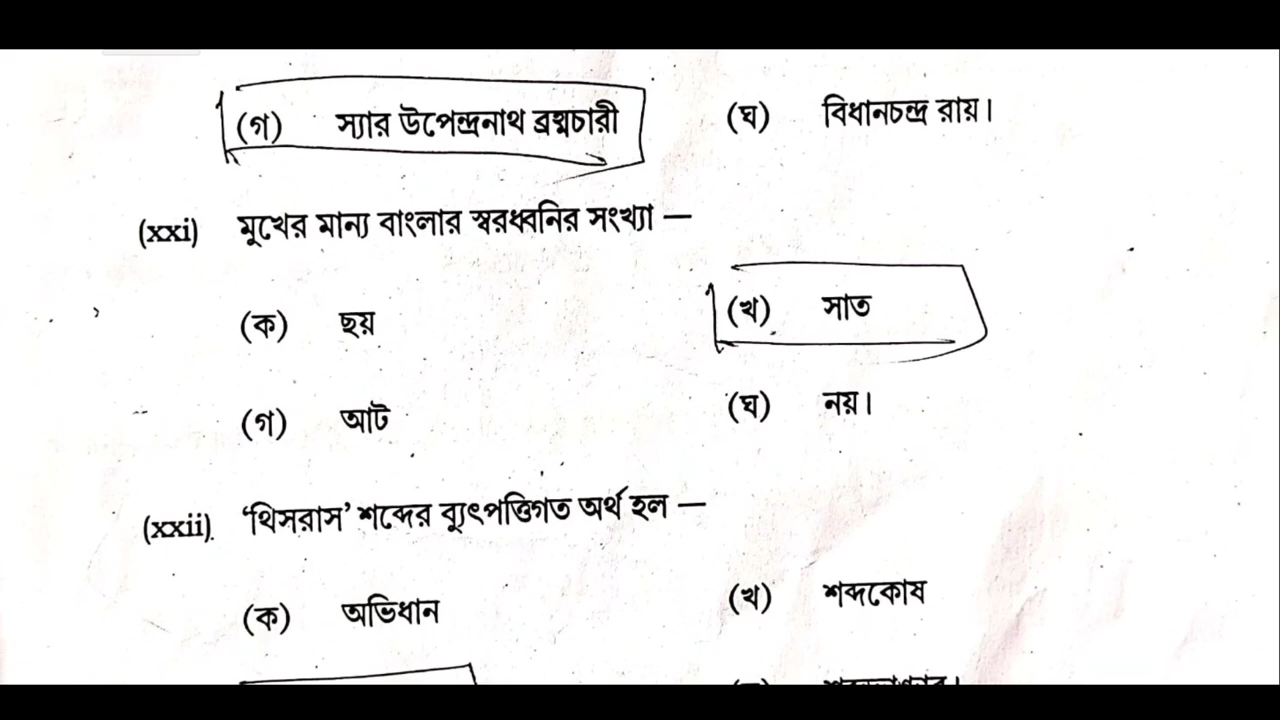 (গ) স্যার উপেন্দ্রনাথ ব্রহ্মচারী (ঘ) বিধানচন্দ্র রায়।
(xxi) মুখের মান্য বাংলার স্বরধ্বনির সংখ্যা —
(ক) ছয় (খ) সাত
(গ) আট (ঘ) নয়।
(xxii) ‘থিসরাস’ শব্দের ব্যুৎপত্তিগত অর্থ হল —
(ক) অভিধান (খ) শব্দকোষ